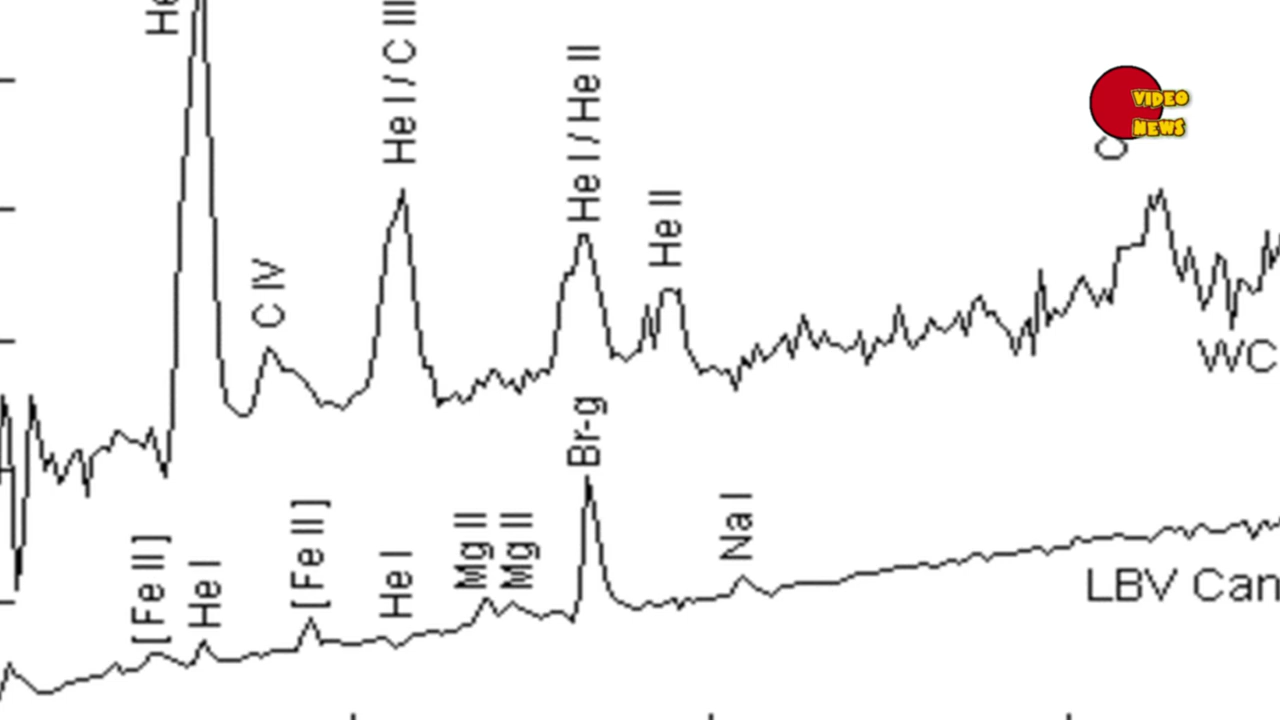 He I / C III
He I / He II
He II
C IV
VIDEO
NEWS
C
WC
Br-g
Na I
Mg II
Mg II
[ Fe II ]
He I
[ Fe II ]
He I
LBV Can